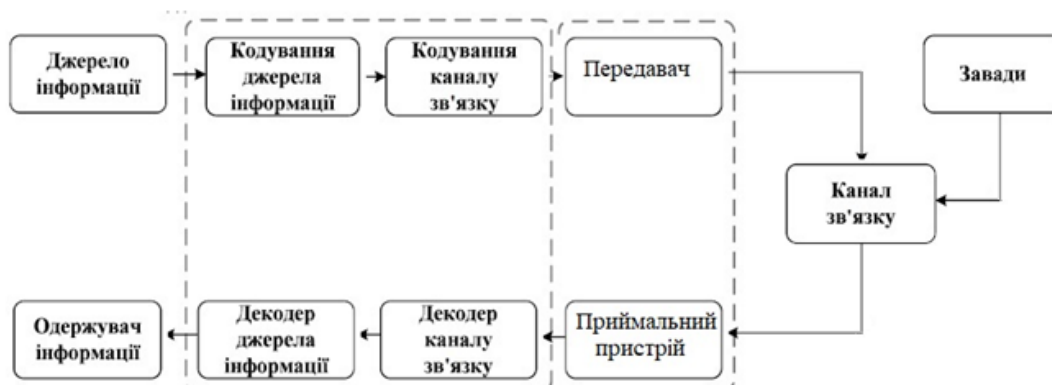 Джерело
інформації
Кодування
джерела
інформації
Кодування
каналу
зв'язку
Передавач
Завади
Канал
зв'язку
Одержувач
інформації
Декодер
джерела
інформації
Декодер
каналу
зв'язку
Приймальний
пристрій